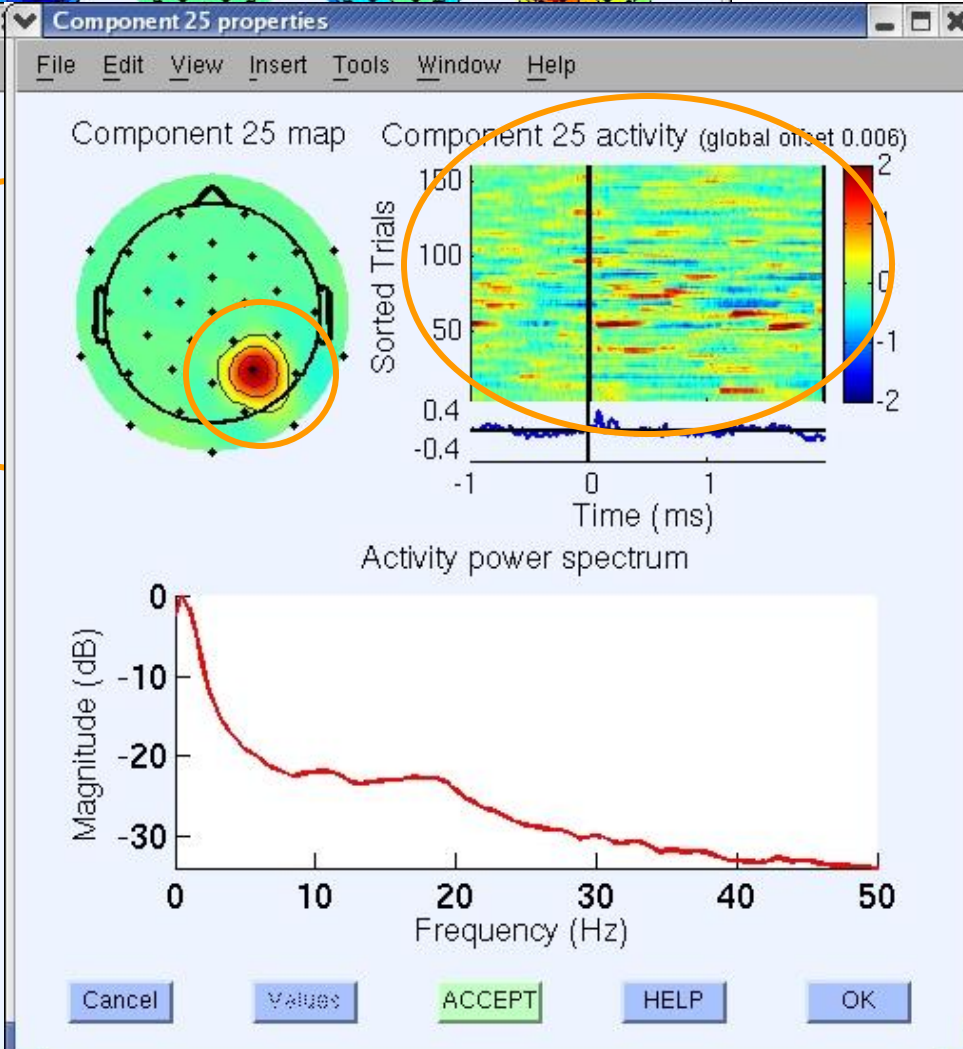 Component 25 properties
File Edit View Insert Tools Window Help
Component 25 map
Component 25 activity (global offset 0.006)
Sorted Trials
150
100
50
2
1
0
-1
-2
0.4
-0.4
-1 0 1
Time (ms)
Activity power spectrum
Magnitude (dB)
0
-10
-20
-30
0 10 20 30 40 50
Frequency (Hz)
Cancel Values ACCEPT HELP OK